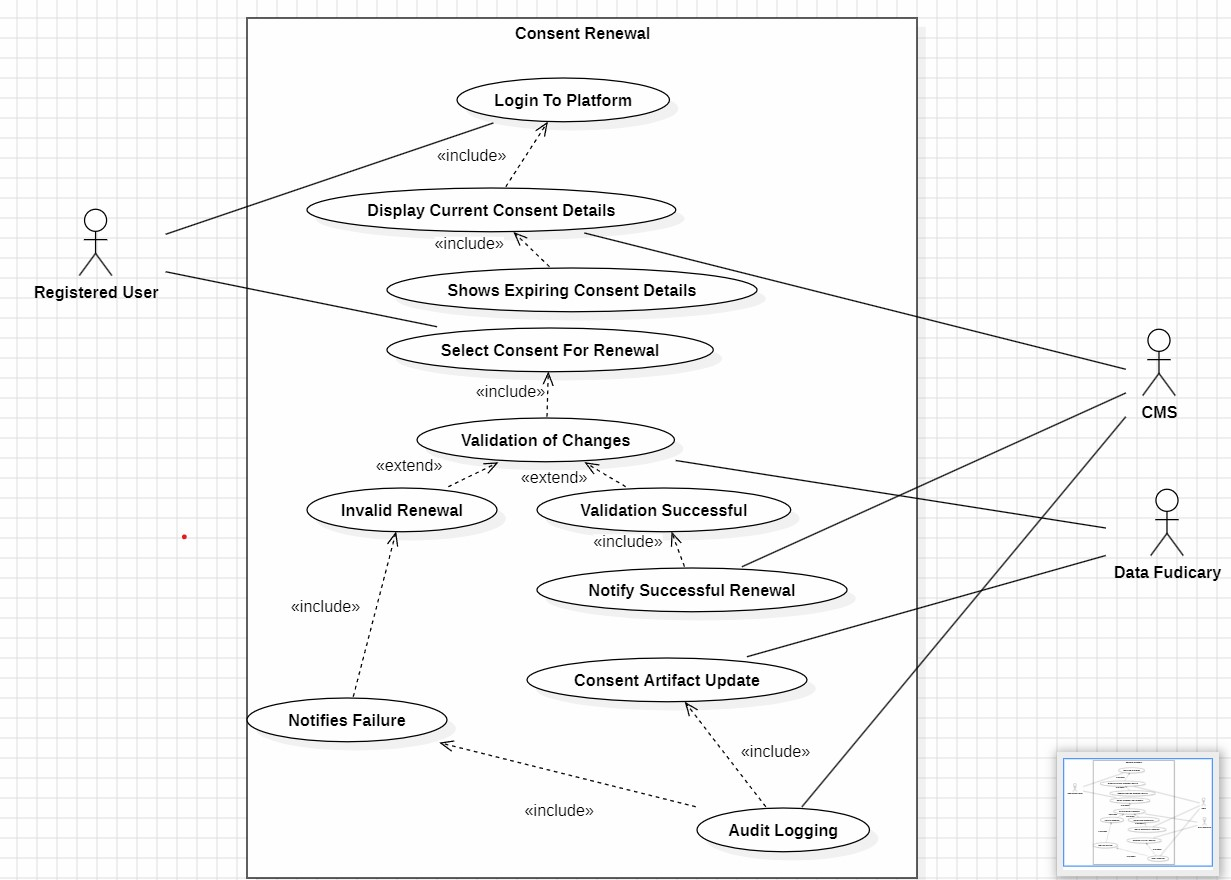 Consent Renewal
Login To Platform
«include»
Display Current Consent Details
«include»
Shows Expiring Consent Details
Registered User
Select Consent For Renewal
«include»
CMS
Validation of Changes
«extend»
«extend»
Invalid Renewal
Validation Successful
«include»
Data Fudicary
Notify Successful Renewal
«include»
Consent Artifact Update
Notifies Failure
«include»
«include»
Audit Logging